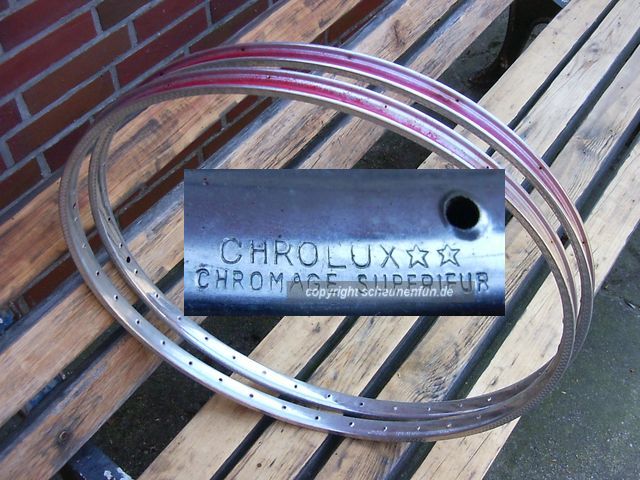 CHROLUX☆☆
CHROMAGE SUPERIEUR
copyright scheunenfun.de